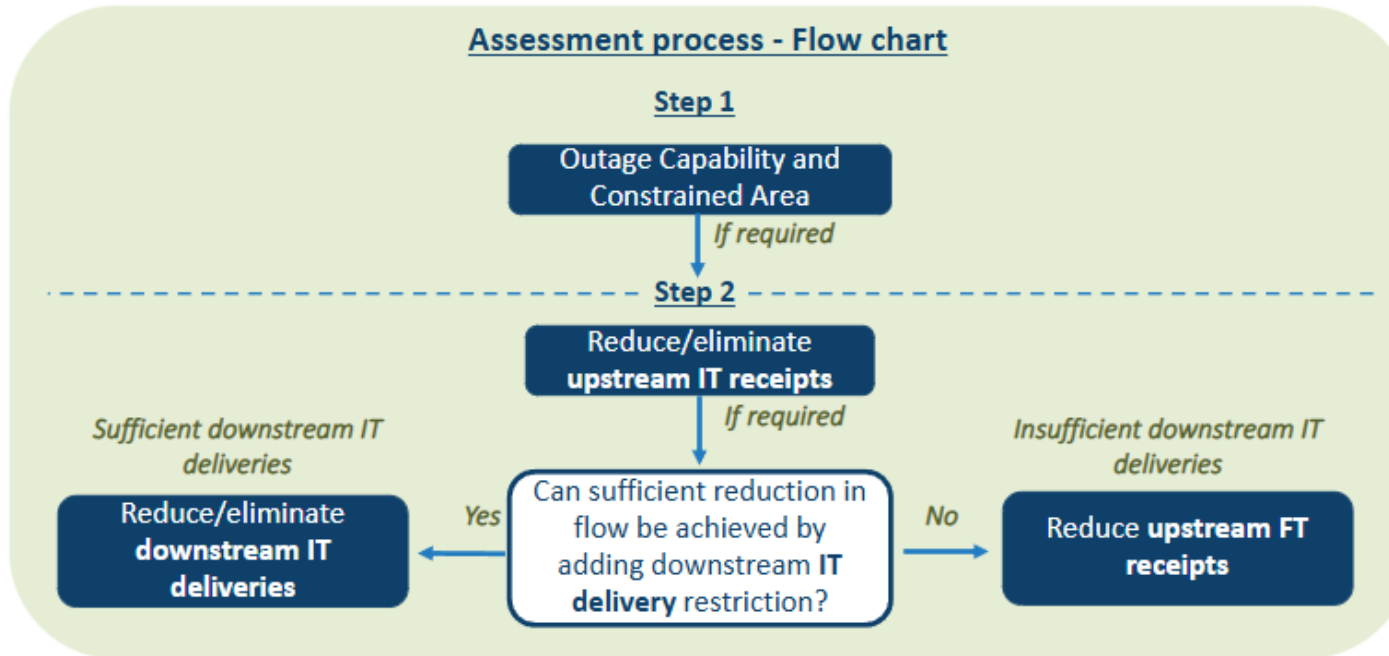 Assessment process - Flow chart
Step 1
Outage Capability and
Constrained Area
If required
Step 2
Reduce/eliminate
upstream IT receipts
If required
Sufficient downstream IT
deliveries
Reduce/eliminate
downstream IT
deliveries
Yes
Can sufficient reduction in
flow be achieved by
adding downstream IT
delivery restriction?
No
Insufficient downstream IT
deliveries
Reduce upstream FT
receipts